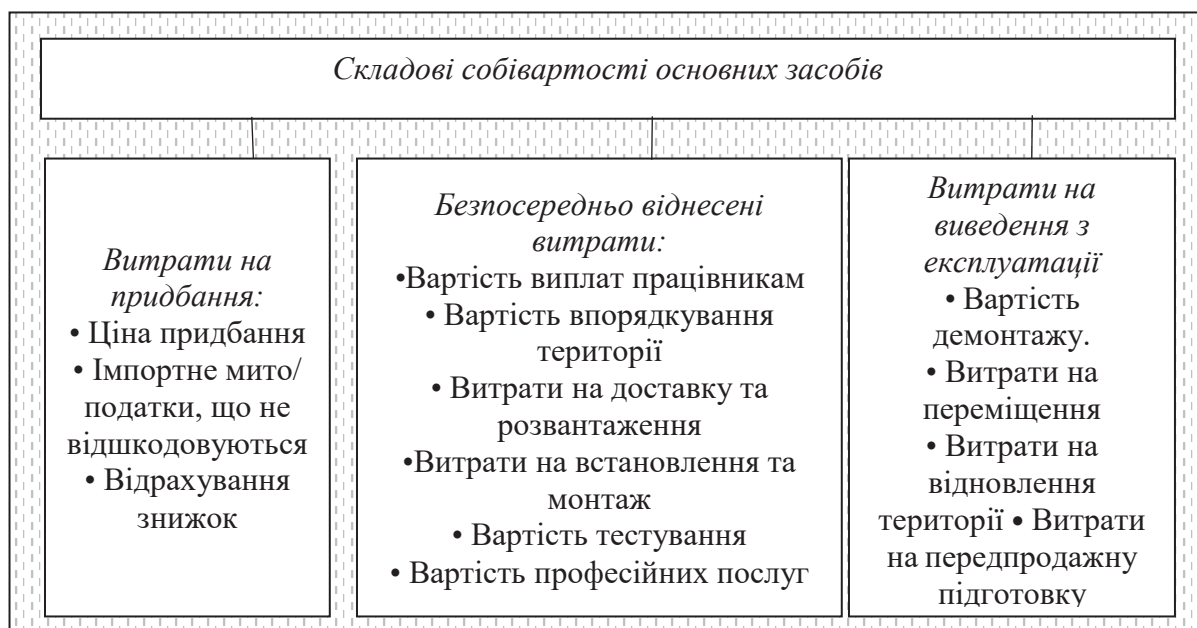 Складові собівартості основних засобів
Витрати на
придбання:
• Ціна придбання
• Імпортне мито/
податки, що не
відшкодовуються
• Відрахування
знижок
Безпосередньо віднесені
витрати:
•Вартість виплат працівникам
• Вартість впорядкування
території
• Витрати на доставку та
розвантаження
•Витрати на встановлення та
монтаж
• Вартість тестування
• Вартість професійних послуг
Витрати на
виведення з
експлуатації
• Вартість
демонтажу.
• Витрати на
переміщення
• Витрати на
відновлення
території • Витрати
на передпродажну
підготовку